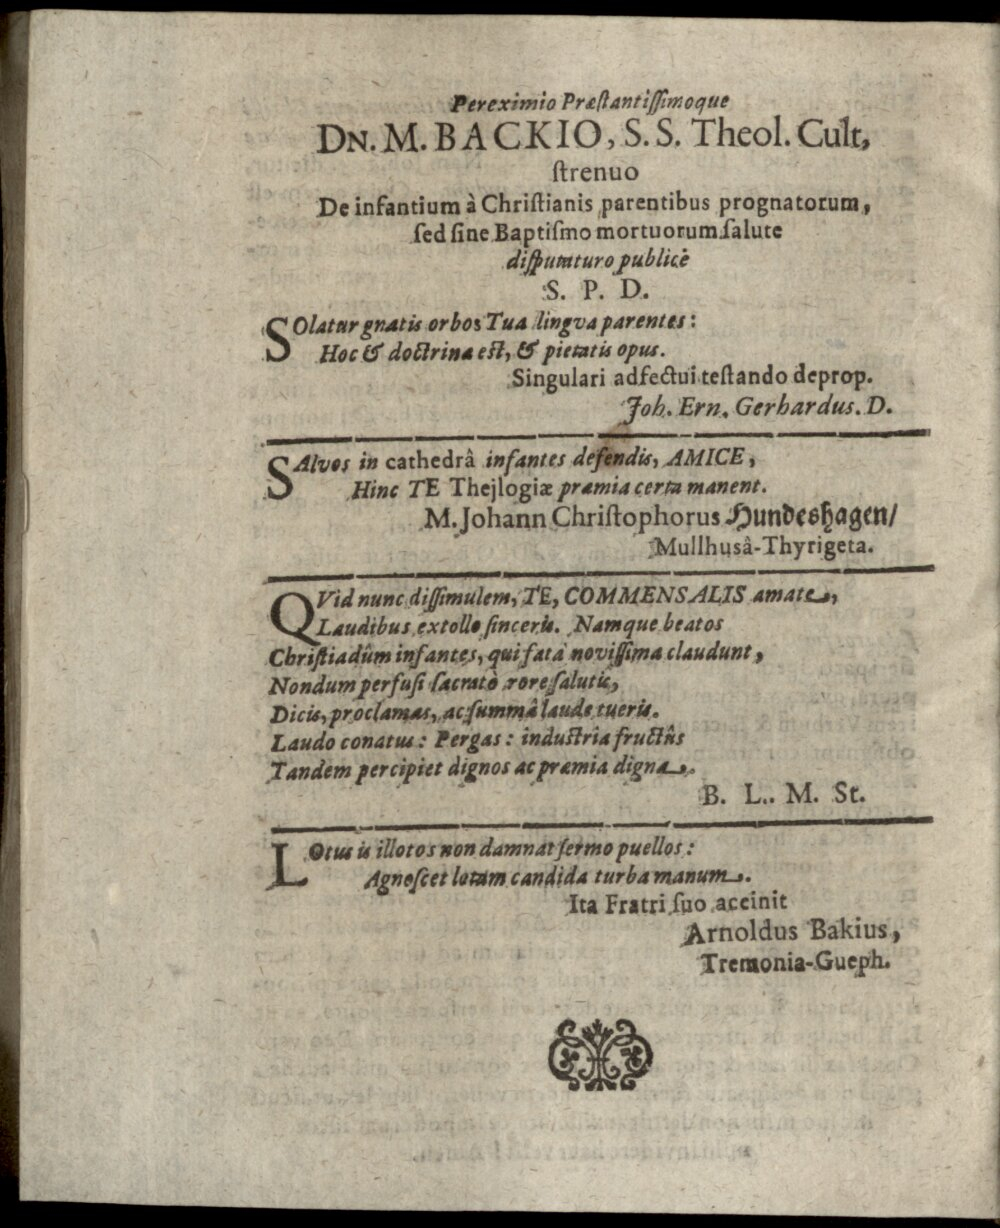 Pereximio Præſtantiſſimoque
DN. M. BACKIO, S. S. Theol. Cult,
ſtrenuo
De infantium à Chriſtianis parentibus prognatorum,
ſed ſine Baptiſmo mortuorum ſalute
diſputaturo publicè
S. P. D.
SOlatur gnatis orbos Tua lingva parentes:
Hoc & doctrina eſt, & pietatis opus.
Singulari adfectui teſtando deprop.
Joh. Ern. Gerhardus. D.
SAlvos in cathedrâ infantes defendis, AMICE,
Hinc TE Thejlogiæ præmia certa manent.
M. Johann Chriſtophorus Hundeshagen/
Mullhusâ-Thyrigeta.
QVid nunc diſſimulem, TE, COMMENSALIS amate,
Laudibus extollo ſinceris. Namque beatos
Chriſtiadûm infantes, qui fata noviſſima claudunt,
Nondum perfuſi ſacratô rore ſalutis,
Dicis, proclamas, ac ſummâ laude tueris.
Laudo conatus: Pergas: induſtria fructûs
Tandem percipiet dignos ac præmia digna.
B. L. M. St.
LOtus is illotos non damnat ſermo puellos:
Agnoſcet lotam candida turba manum.
Ita Fratri ſuo accinit
Arnoldus Bakius,
Tremonia-Gueph.